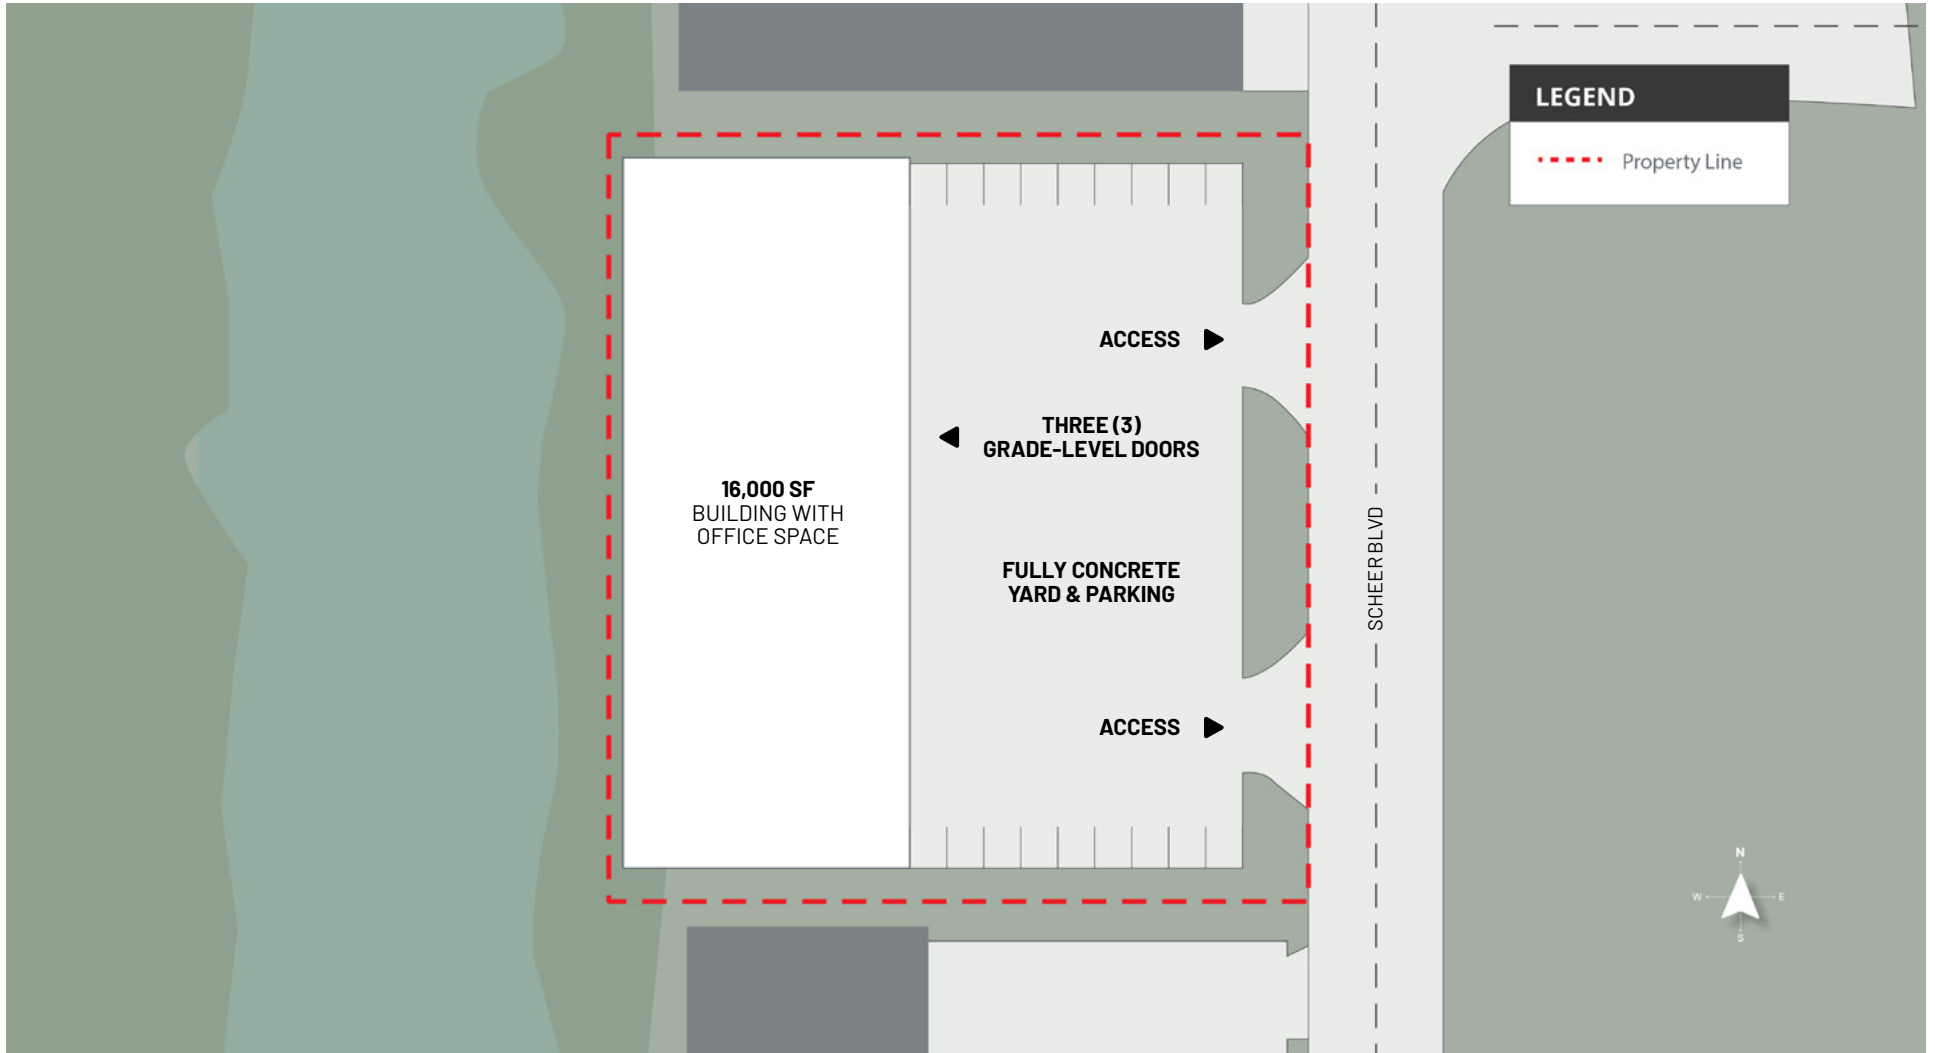 LEGEND
Property Line
ACCESS
THREE (3)
GRADE-LEVEL DOORS
16,000 SF
BUILDING WITH
OFFICE SPACE
FULLY CONCRETE
YARD & PARKING
SCHEER BLVD
ACCESS
N
W E
S